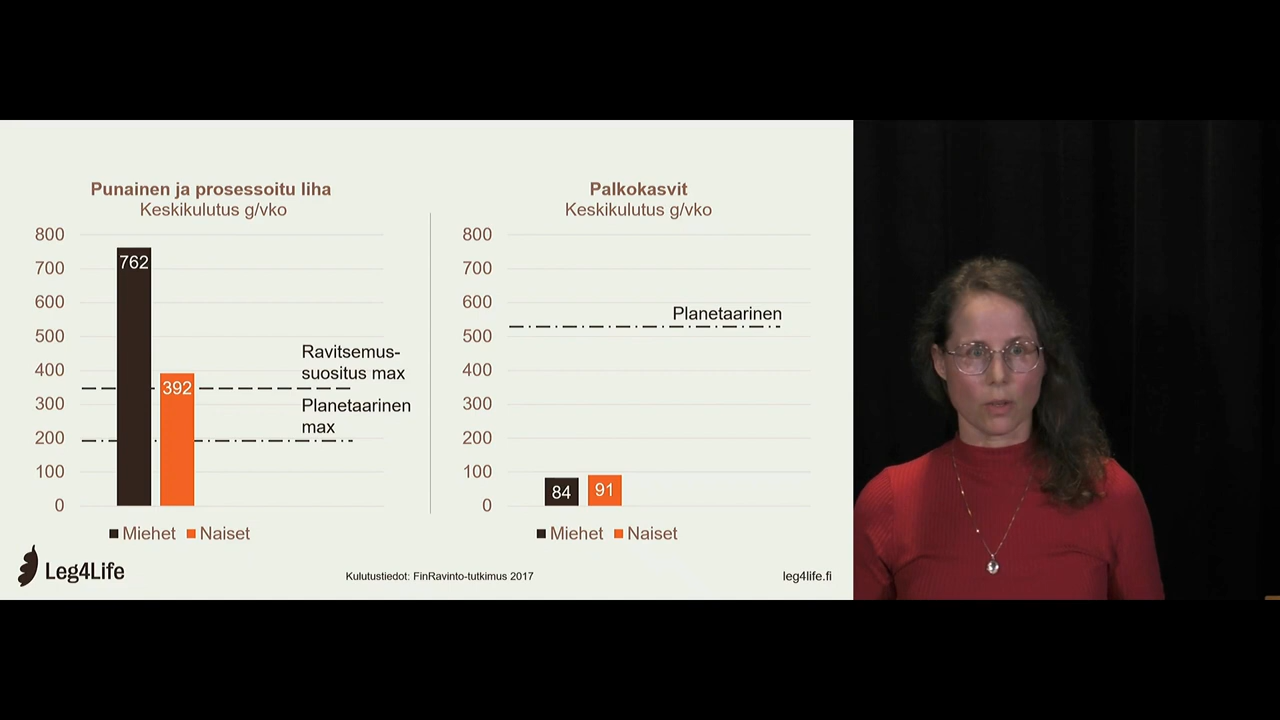 Punainen ja prosessoitu liha
Keskikulutus g/vko
800
700
600
500
400
300
200
100
0
762
392
Ravitsemus-
suositus max
Planetaarinen
max
Miehet Naiset
Palkokasvit
Keskikulutus g/vko
800
700
600
500
400
300
200
100
0
Planetaarinen
84
91
Miehet Naiset
Leg4Life
Kulutustiedot: FinRavinto-tutkimus 2017
leg4life.fi